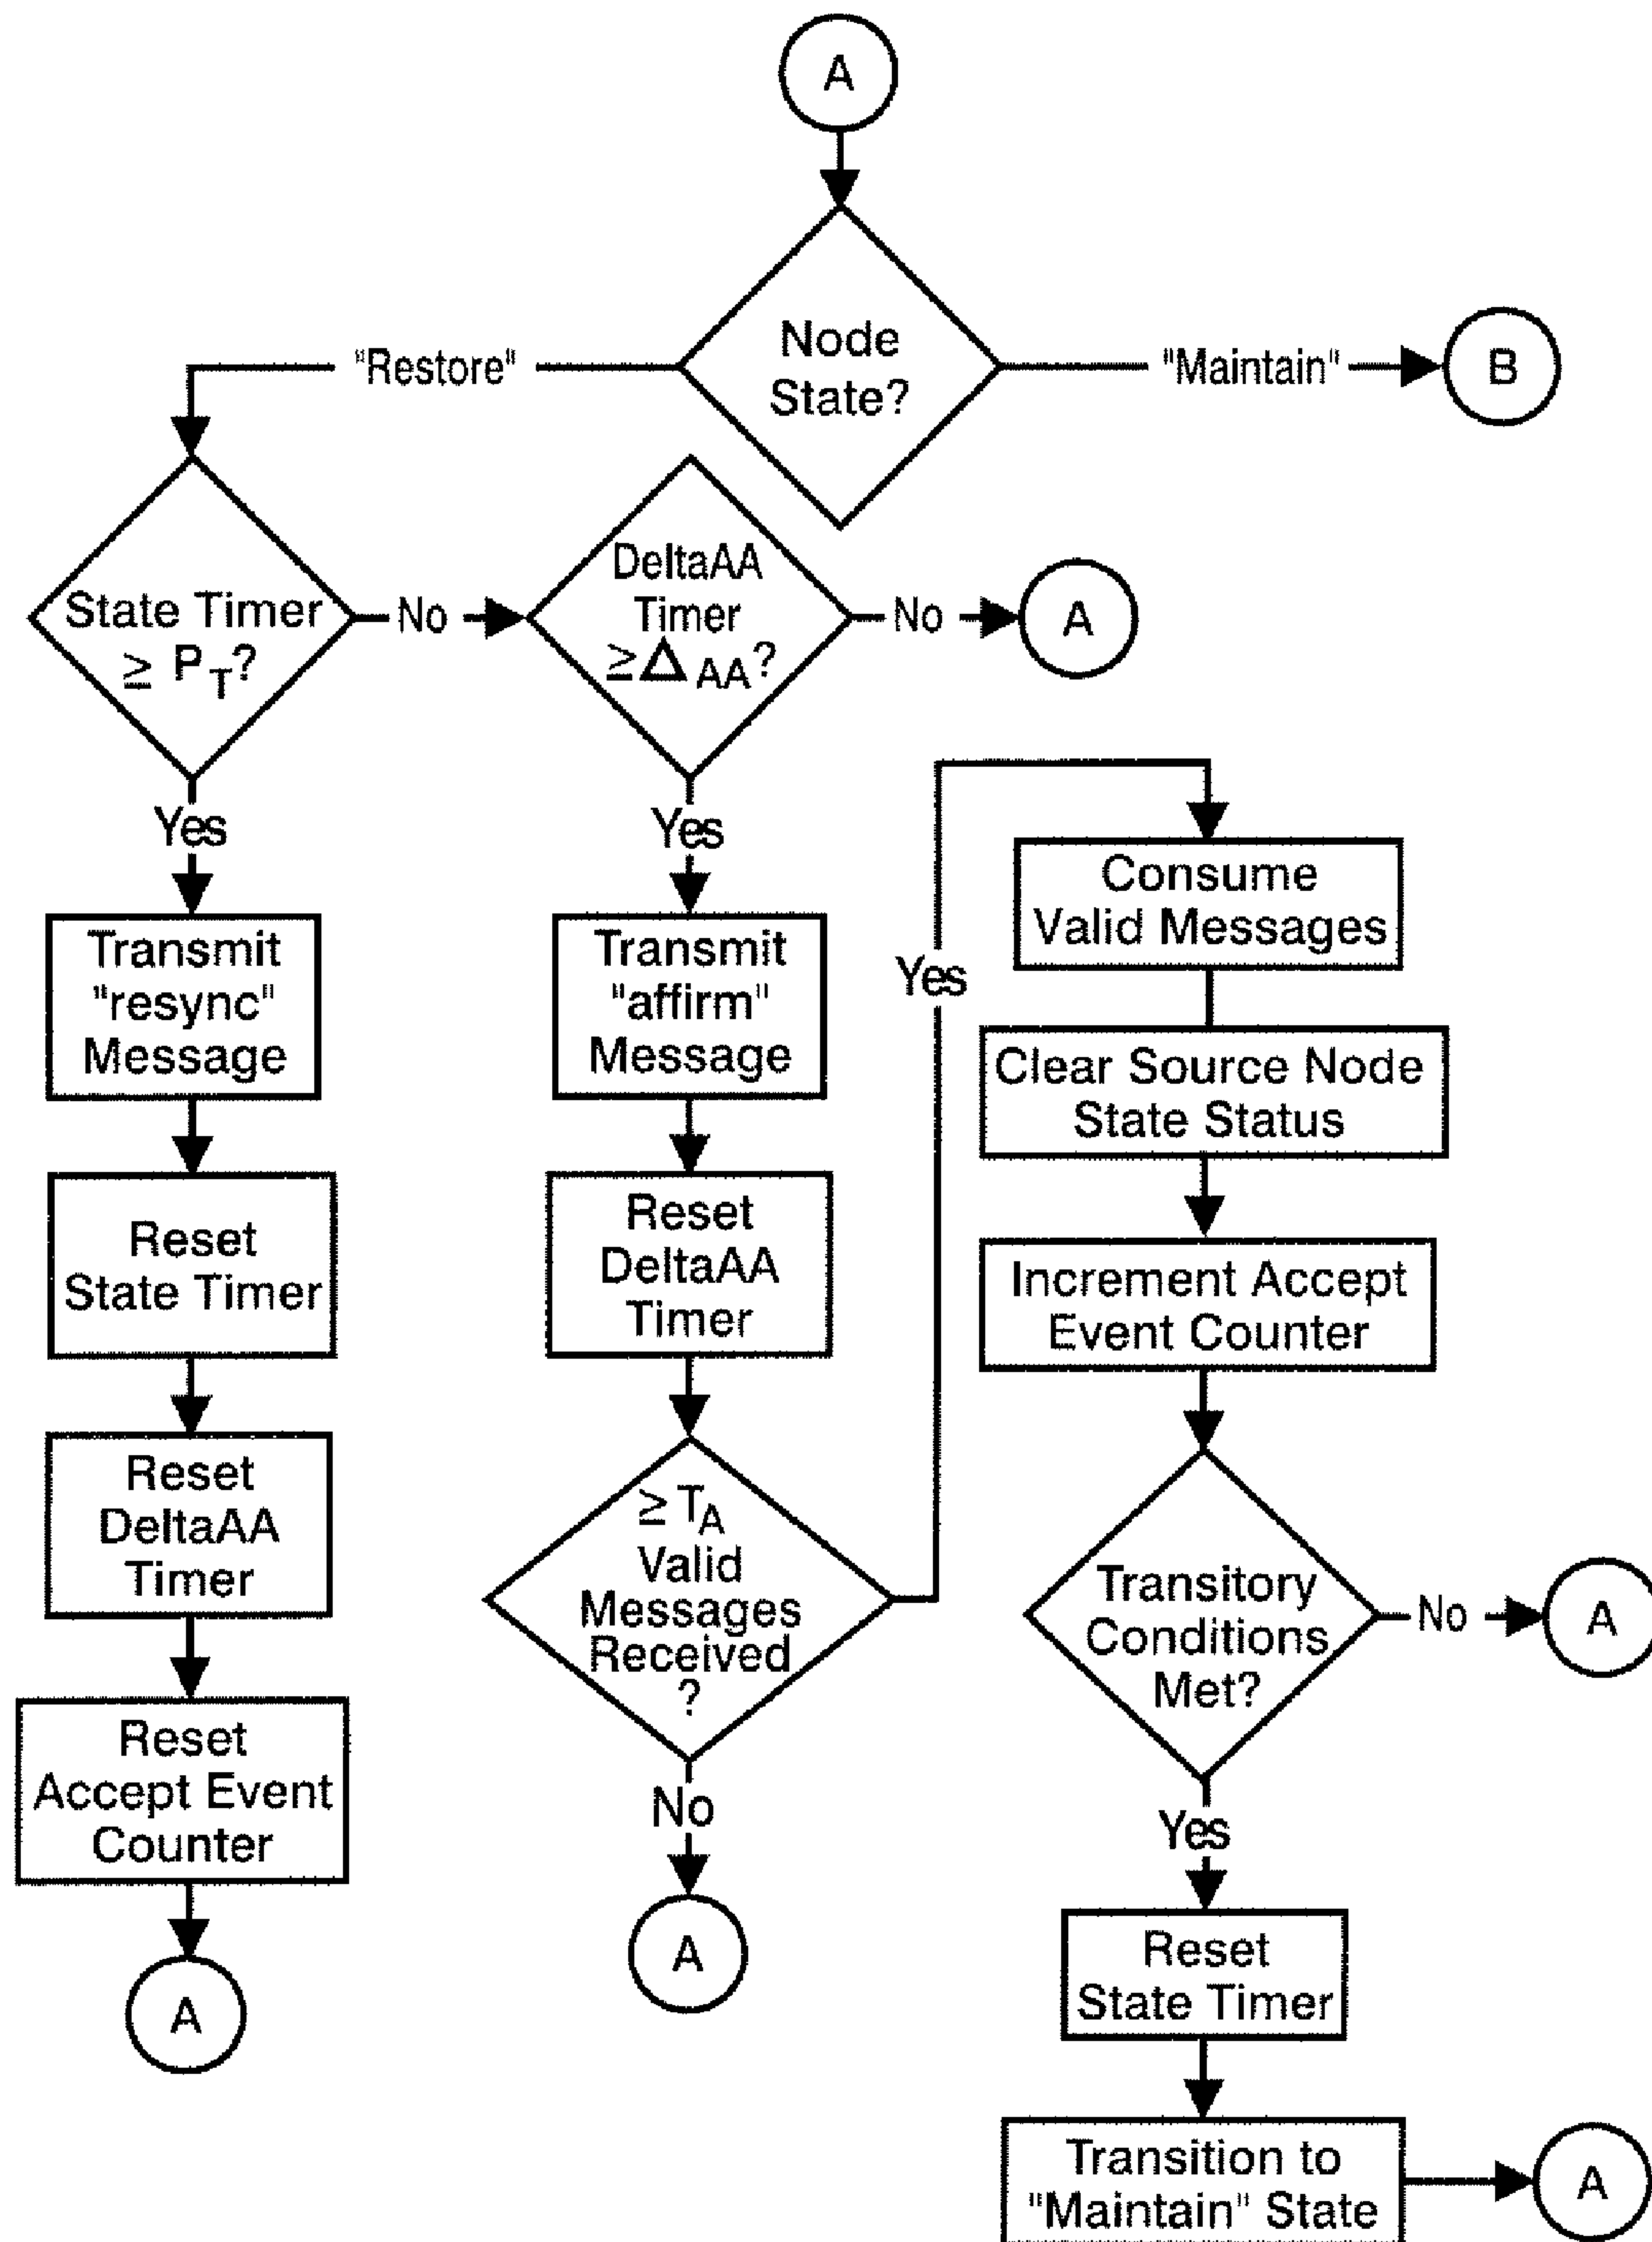 A
Node
State?
"Restore"
"Maintain"
B
State Timer
≥ P_T?
No
DeltaAA
Timer
≥ Δ_AA?
No
A
Yes
Transmit
"resync"
Message
Reset
State Timer
Reset
DeltaAA
Timer
Reset
Accept Event
Counter
A
Yes
Transmit
"affirm"
Message
Reset
DeltaAA
Timer
≥ T_A
Valid
Messages
Received
?
No
A
Yes
Consume
Valid Messages
Clear Source Node
State Status
Increment Accept
Event Counter
Transitory
Conditions
Met?
No
A
Yes
Reset
State Timer
Transition to
"Maintain" State
A